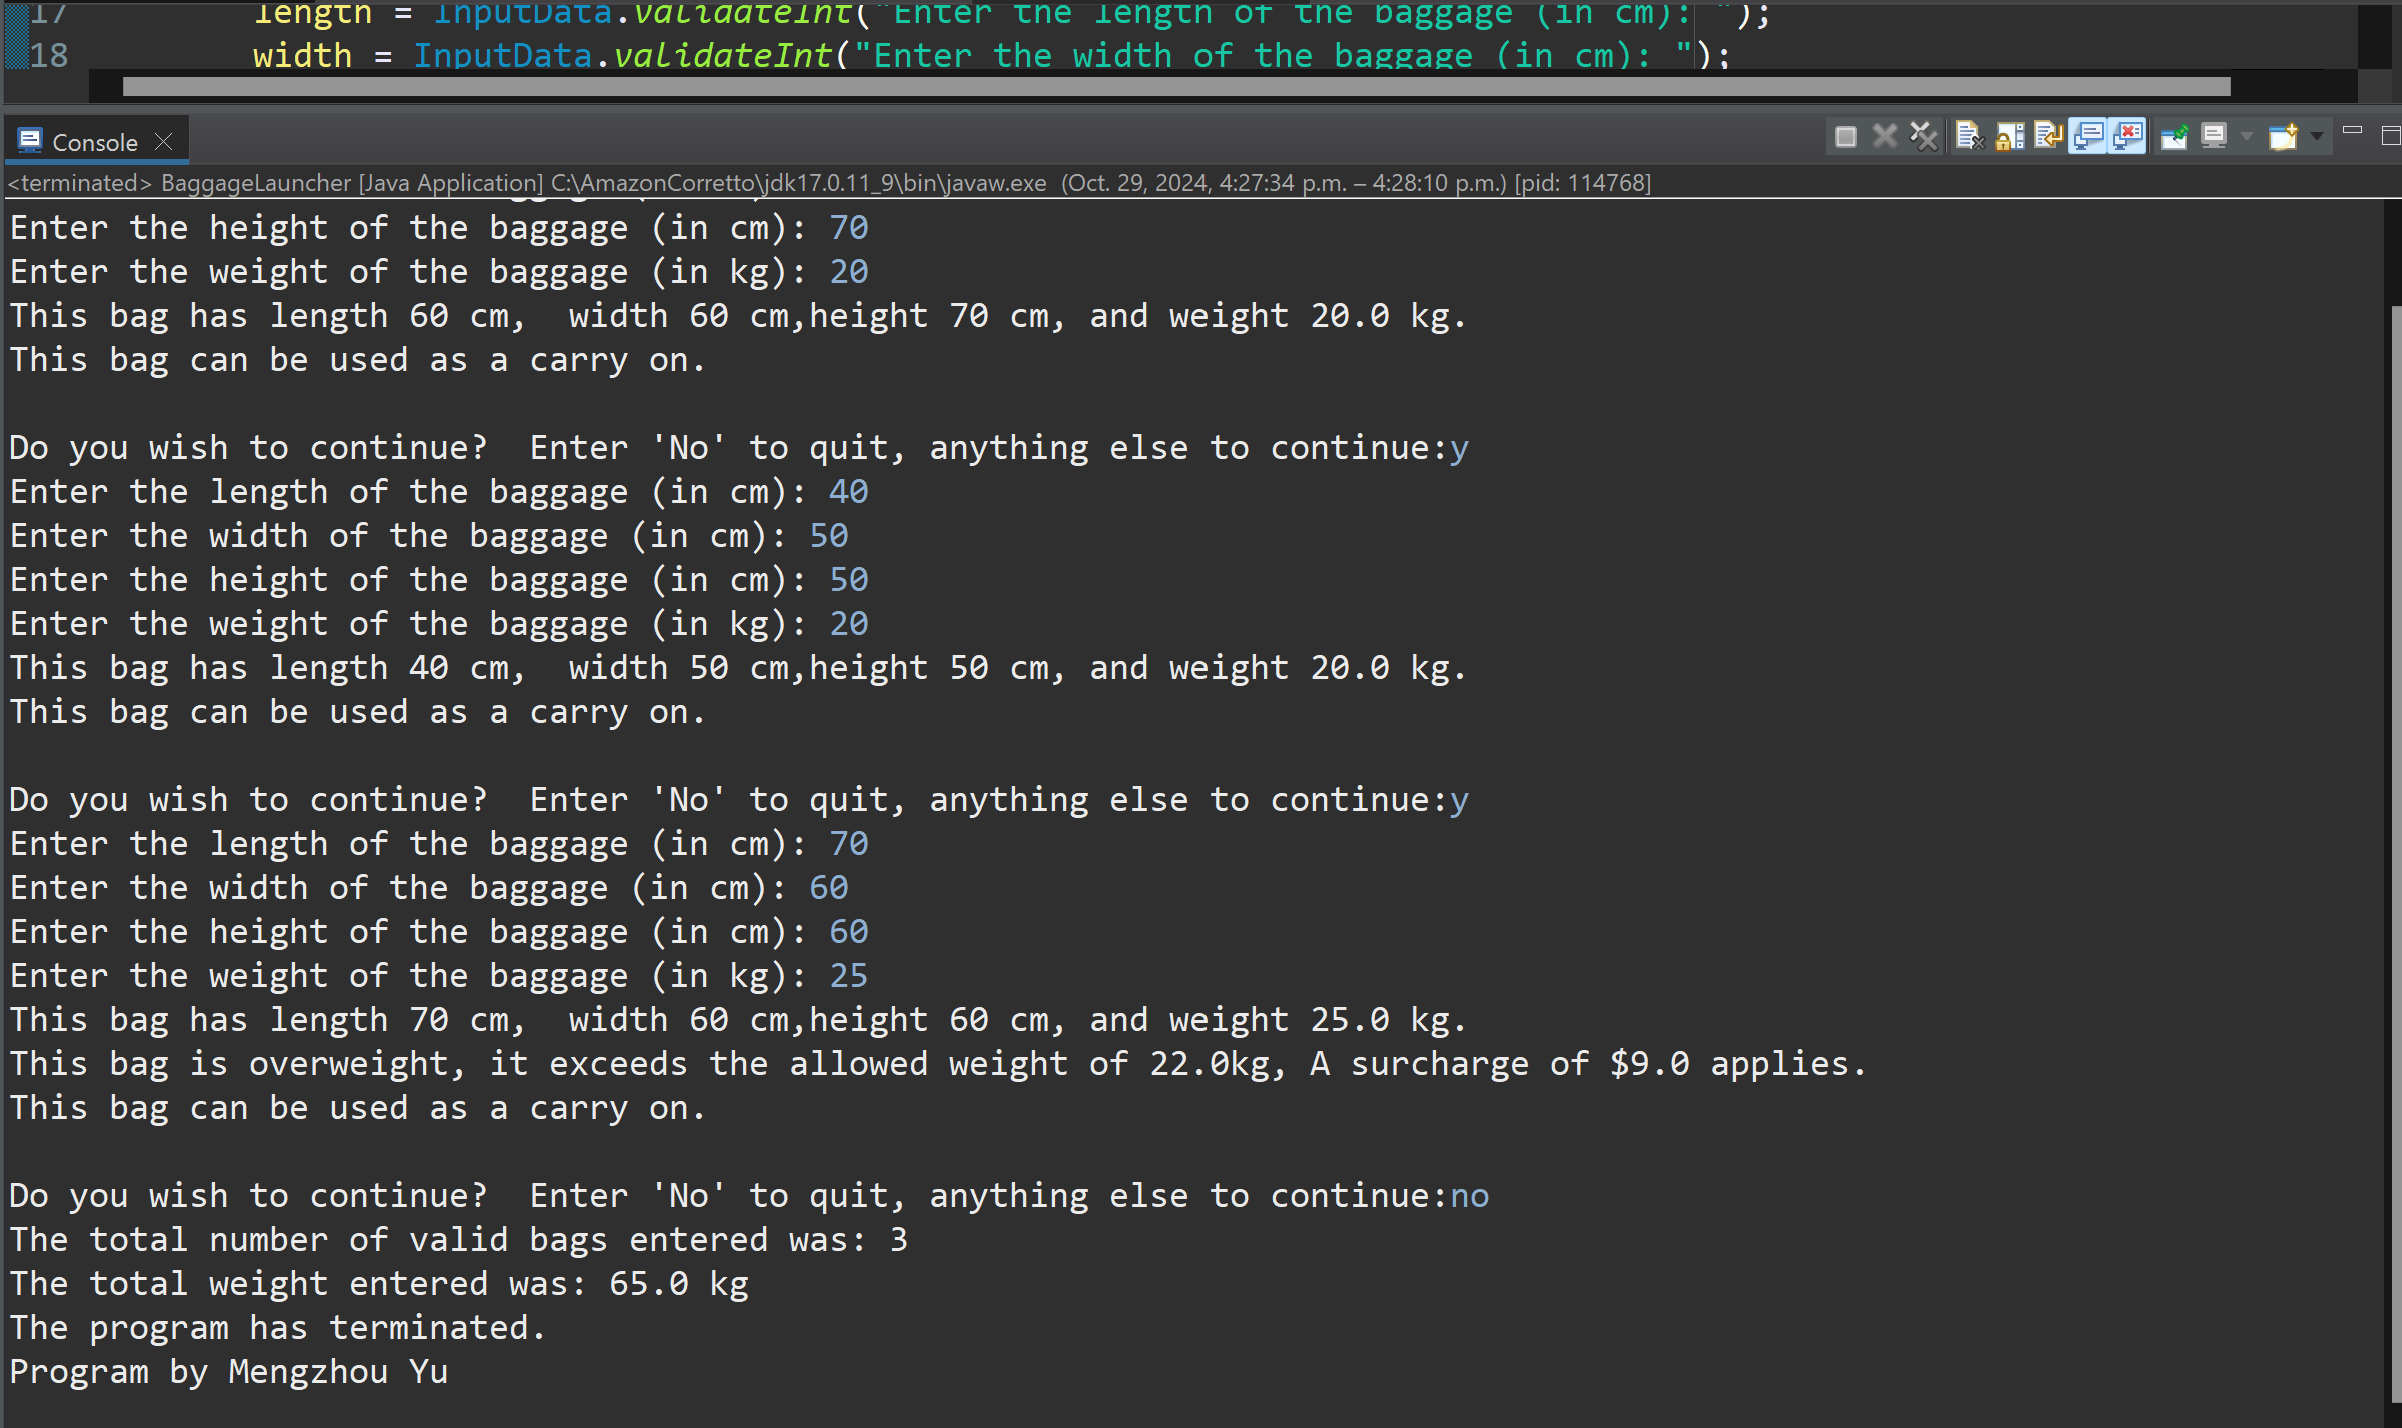 17 length = InputData.validateInt("Enter the length of the baggage (in cm): ");
18 width = InputData.validateInt("Enter the width of the baggage (in cm): ");
Console
<terminated> BaggageLauncher [Java Application] C:\AmazonCorretto\jdk17.0.11_9\bin\javaw.exe  (Oct. 29, 2024, 4:27:34 p.m. – 4:28:10 p.m.) [pid: 114768]
Enter the height of the baggage (in cm): 70
Enter the weight of the baggage (in kg): 20
This bag has length 60 cm,  width 60 cm,height 70 cm, and weight 20.0 kg.
This bag can be used as a carry on.
Do you wish to continue?  Enter 'No' to quit, anything else to continue:y
Enter the length of the baggage (in cm): 40
Enter the width of the baggage (in cm): 50
Enter the height of the baggage (in cm): 50
Enter the weight of the baggage (in kg): 20
This bag has length 40 cm,  width 50 cm,height 50 cm, and weight 20.0 kg.
This bag can be used as a carry on.
Do you wish to continue?  Enter 'No' to quit, anything else to continue:y
Enter the length of the baggage (in cm): 70
Enter the width of the baggage (in cm): 60
Enter the height of the baggage (in cm): 60
Enter the weight of the baggage (in kg): 25
This bag has length 70 cm,  width 60 cm,height 60 cm, and weight 25.0 kg.
This bag is overweight, it exceeds the allowed weight of 22.0kg, A surcharge of $9.0 applies.
This bag can be used as a carry on.
Do you wish to continue?  Enter 'No' to quit, anything else to continue:no
The total number of valid bags entered was: 3
The total weight entered was: 65.0 kg
The program has terminated.
Program by Mengzhou Yu